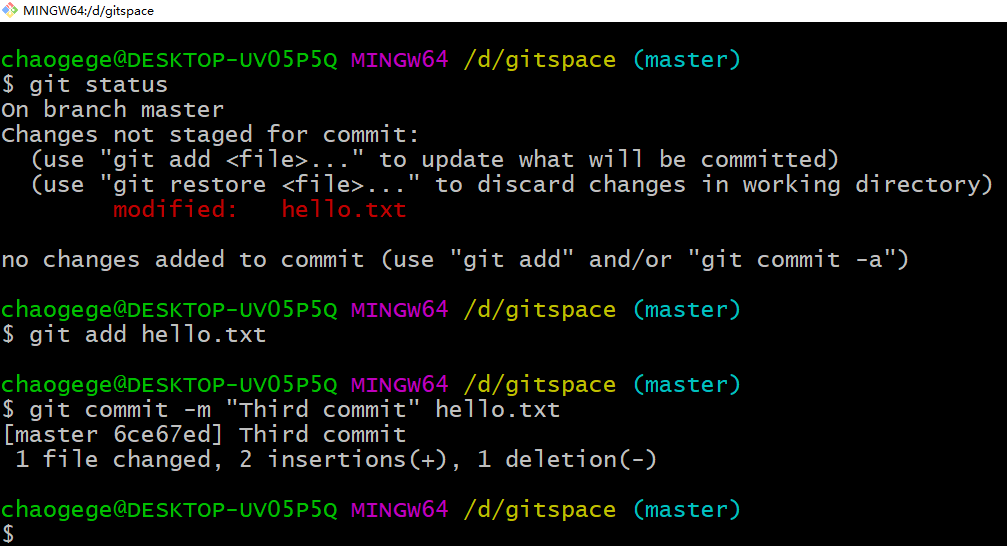 MINGW64:/d/gitspace
chaogege@DESKTOP-UV05P5Q MINGW64 /d/gitspace (master)
$ git status
On branch master
Changes not staged for commit:
  (use "git add <file>..." to update what will be committed)
  (use "git restore <file>..." to discard changes in working directory)
        modified:   hello.txt
no changes added to commit (use "git add" and/or "git commit -a")
chaogege@DESKTOP-UV05P5Q MINGW64 /d/gitspace (master)
$ git add hello.txt
chaogege@DESKTOP-UV05P5Q MINGW64 /d/gitspace (master)
$ git commit -m "Third commit" hello.txt
[master 6ce67ed] Third commit
 1 file changed, 2 insertions(+), 1 deletion(-)
chaogege@DESKTOP-UV05P5Q MINGW64 /d/gitspace (master)
$